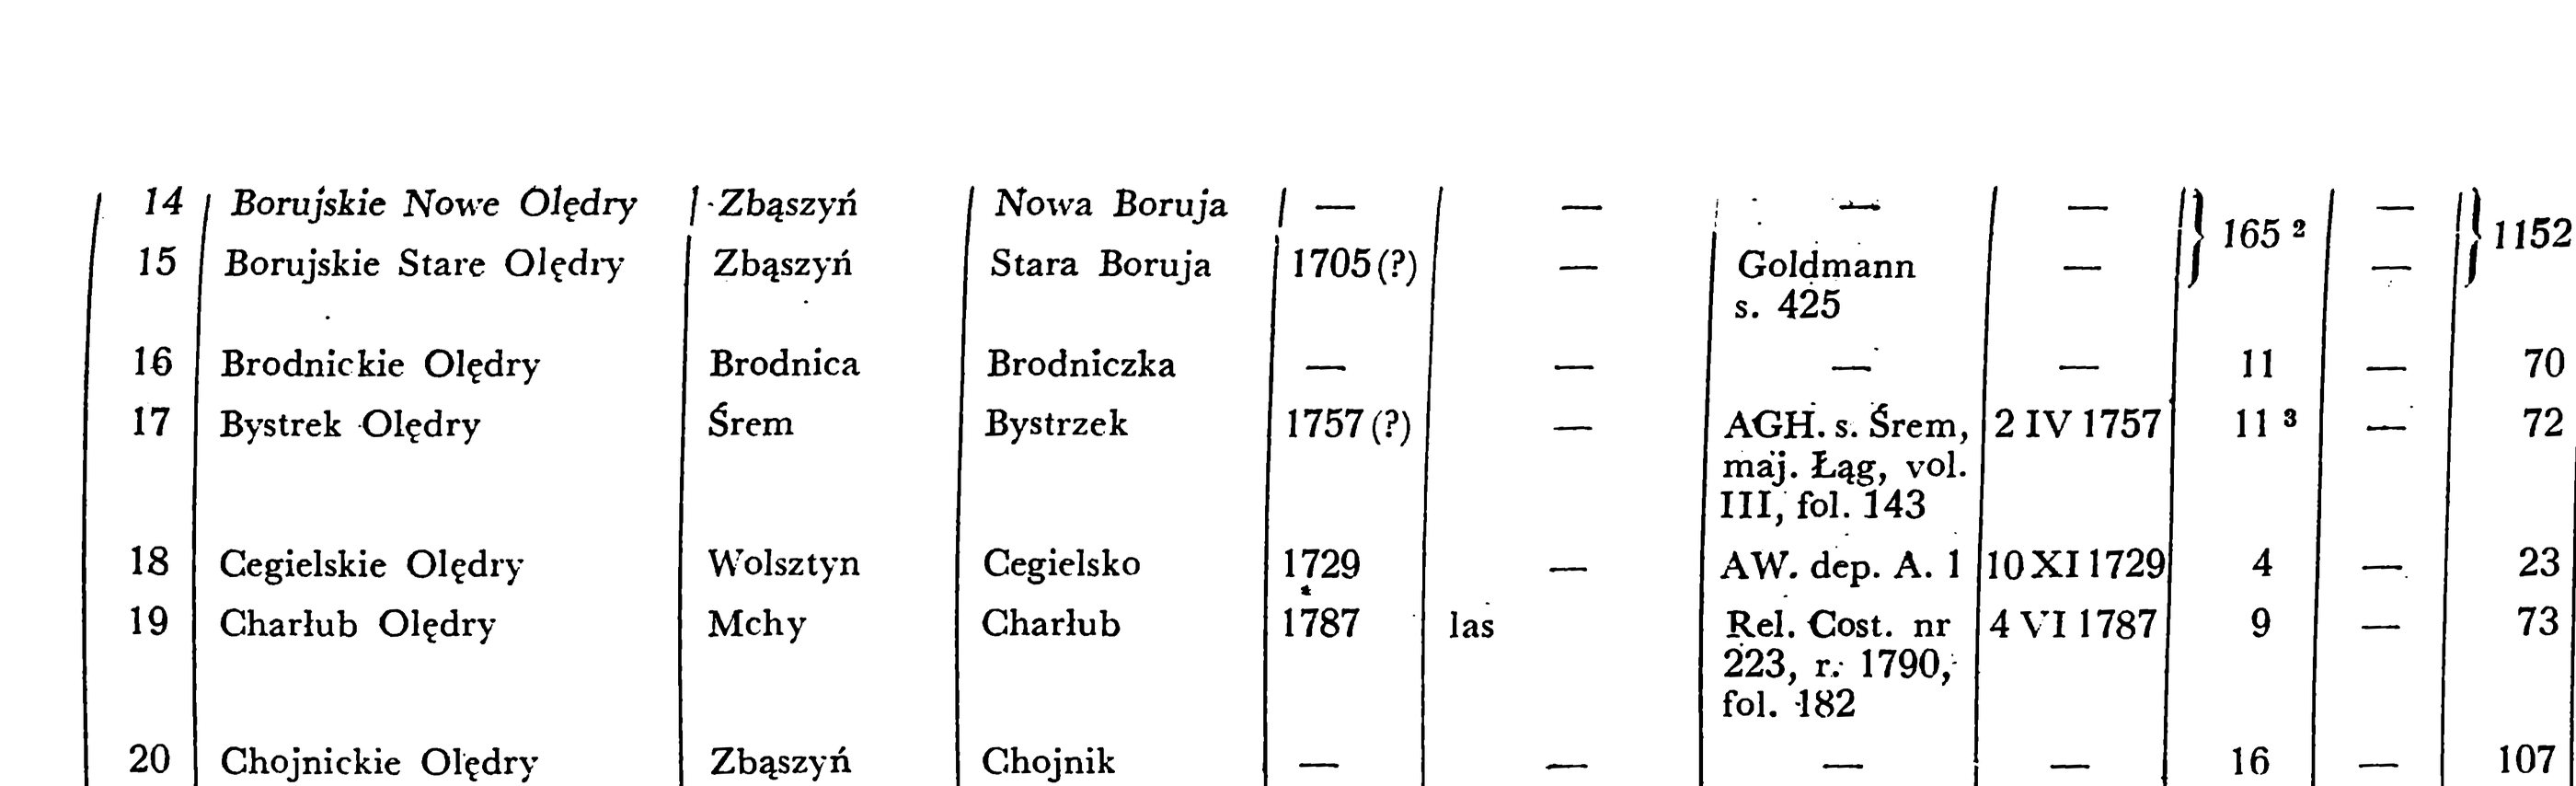 14 Borujskie Nowe Olędry Zbąszyń Nowa Boruja — — — — 165 ² — 1152
15 Borujskie Stare Olędry Zbąszyń Stara Boruja 1705 (?) — Goldmann — —
s. 425
16 Brodnickie Olędry Brodnica Brodniczka — — — — 11 — 70
17 Bystrek Olędry Śrem Bystrzek 1757 (?) — AGH. s. Śrem, 2 IV 1757 11 ³ — 72
maj. Łąg, vol.
III, fol. 143
18 Cegielskie Olędry Wolsztyn Cegielsko 1729 — AW. dep. A. 1 10 XI 1729 4 — 23
19 Charłub Olędry Mchy Charłub 1787 las Rel. Cost. nr 4 VI 1787 9 — 73
223, r. 1790,
fol. 182
20 Chojnickie Olędry Zbąszyń Chojnik — — — — 16 — 107